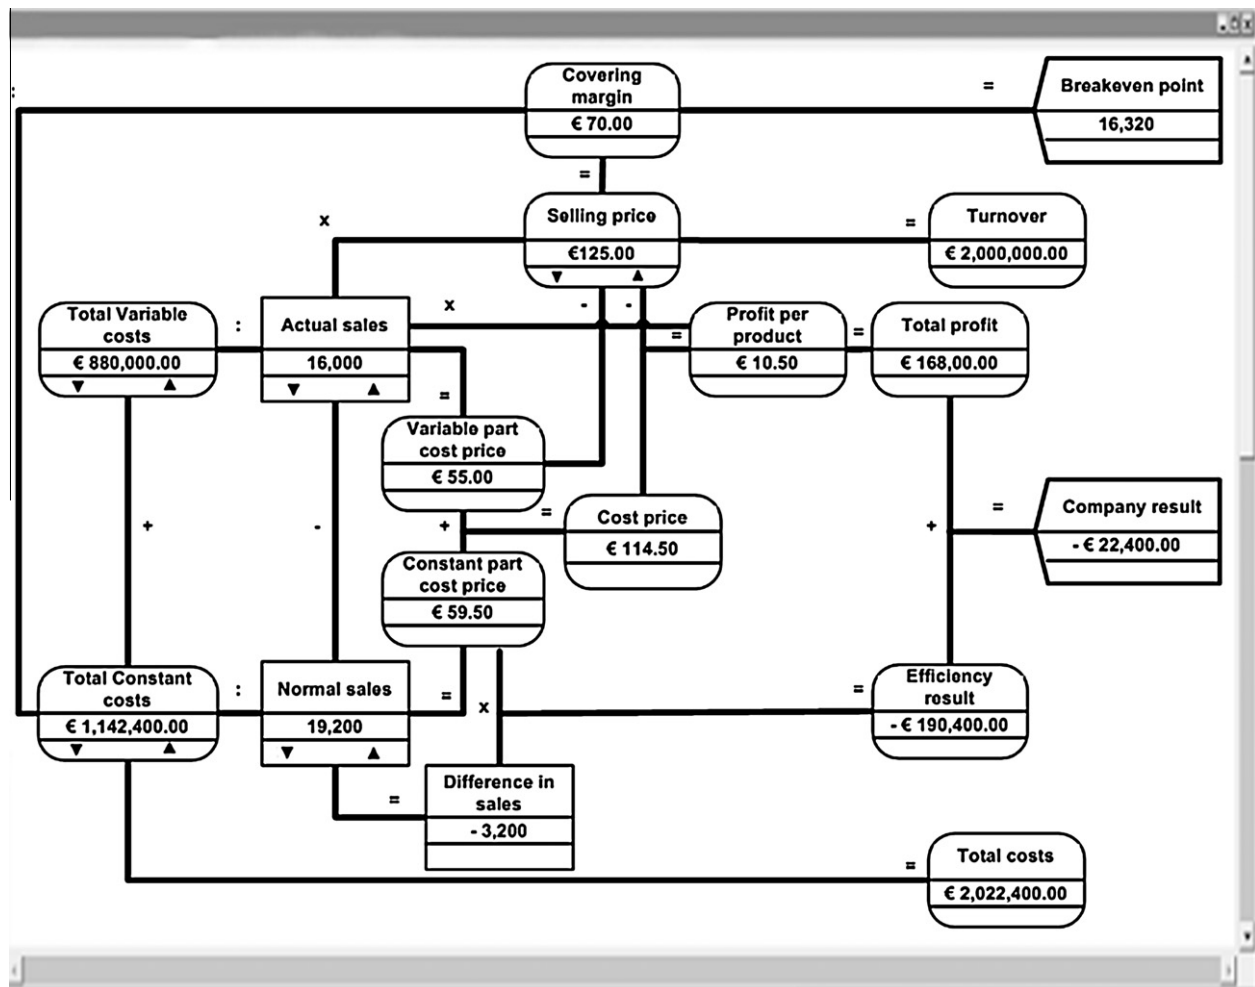 Covering
margin
€ 70.00
:
=
Breakeven point
16,320
=
Selling price
€125.00
▼ ▲
x
=
Turnover
€ 2,000,000.00
Total Variable
costs
€ 880,000.00
▼ ▲
:
Actual sales
16,000
▼ ▲
x
-
-
=
Profit per
product
€ 10.50
=
Total profit
€ 168,00.00
=
Variable part
cost price
€ 55.00
+
-
+
=
Cost price
€ 114.50
Constant part
cost price
€ 59.50
+
=
Company result
- € 22,400.00
Total Constant
costs
€ 1,142,400.00
▼ ▲
:
Normal sales
19,200
▼ ▲
=
x
=
Efficiency
result
- € 190,400.00
=
Difference in
sales
- 3,200
=
Total costs
€ 2,022,400.00